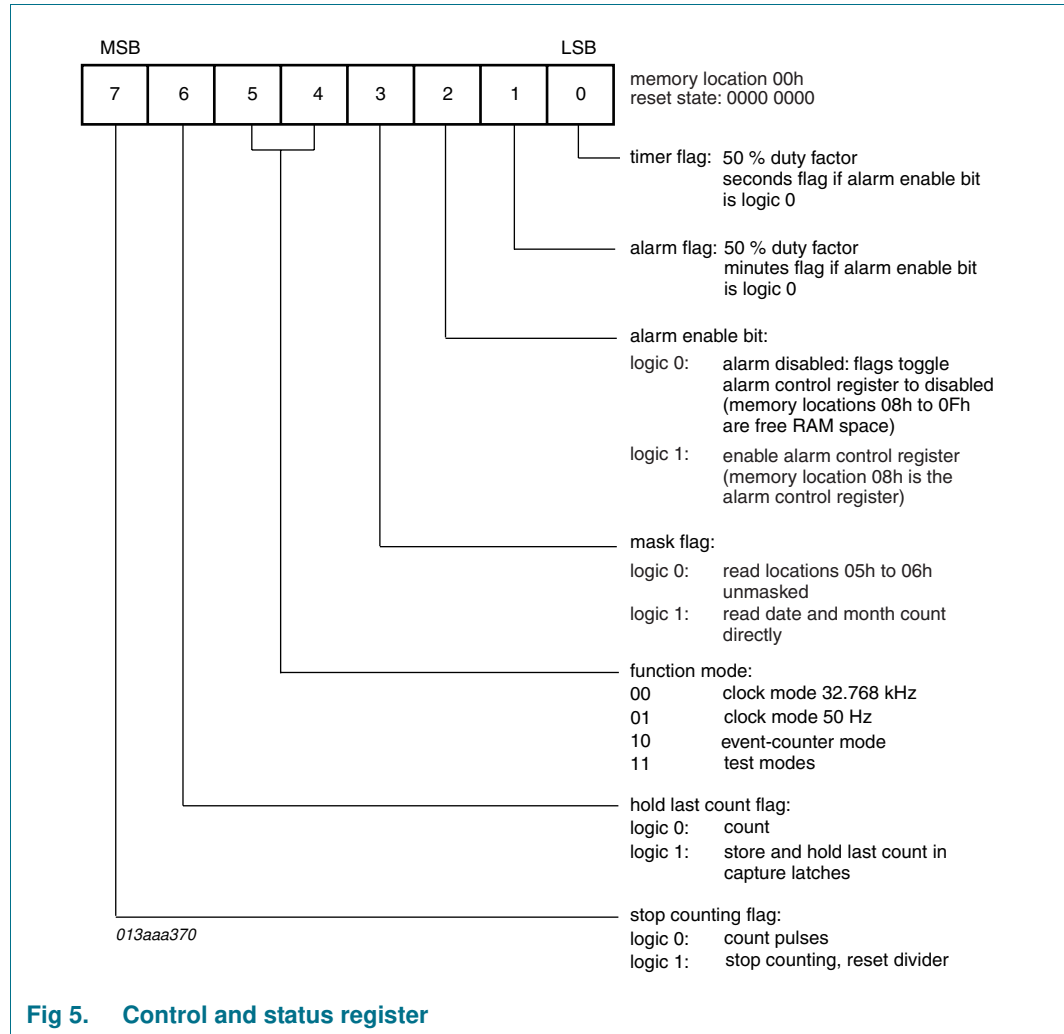 MSB LSB
7 6 5 4 3 2 1 0
memory location 00h
reset state: 0000 0000
timer flag: 50 % duty factor
seconds flag if alarm enable bit
is logic 0
alarm flag: 50 % duty factor
minutes flag if alarm enable bit
is logic 0
alarm enable bit:
logic 0: alarm disabled: flags toggle
alarm control register to disabled
(memory locations 08h to 0Fh
are free RAM space)
logic 1: enable alarm control register
(memory location 08h is the
alarm control register)
mask flag:
logic 0: read locations 05h to 06h
unmasked
logic 1: read date and month count
directly
function mode:
00 clock mode 32.768 kHz
01 clock mode 50 Hz
10 event-counter mode
11 test modes
hold last count flag:
logic 0: count
logic 1: store and hold last count in
capture latches
stop counting flag:
013aaa370
logic 0: count pulses
logic 1: stop counting, reset divider
Fig 5. Control and status register